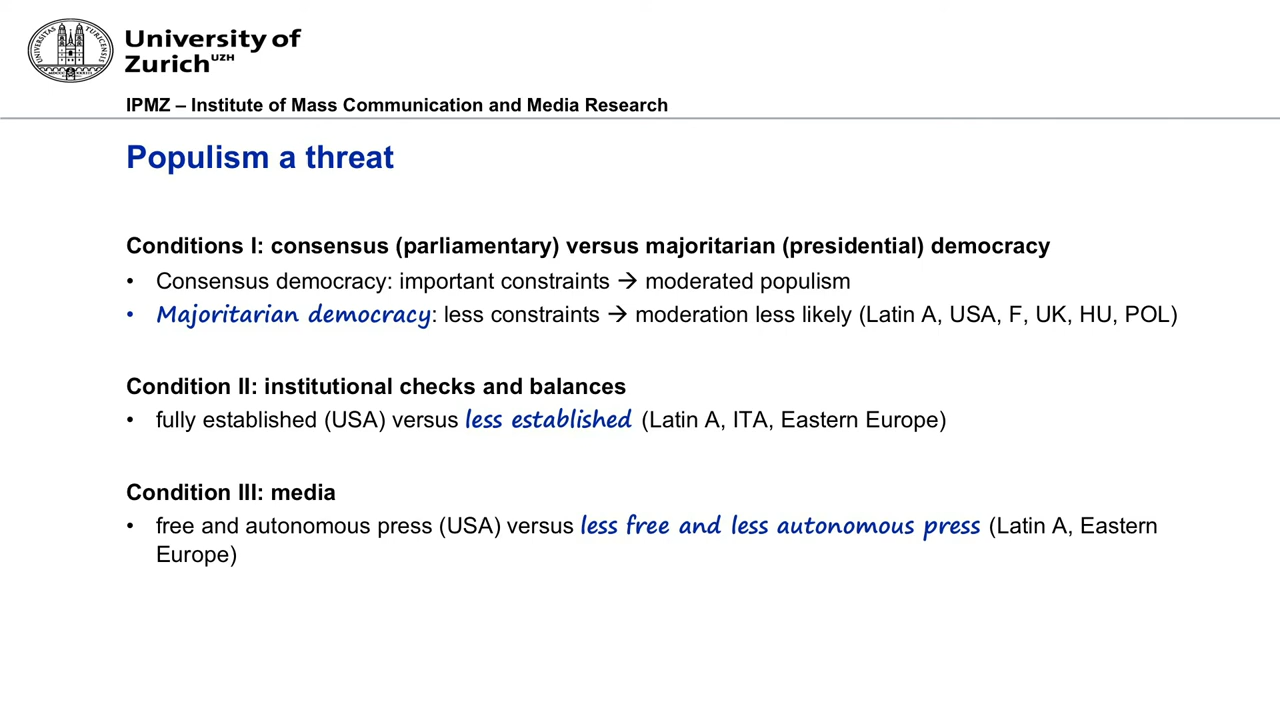 UNIVERSITAS TURICENSIS
MDCCCXXXIII
University of
Zurich UZH
IPMZ – Institute of Mass Communication and Media Research
Populism a threat
Conditions I: consensus (parliamentary) versus majoritarian (presidential) democracy
• Consensus democracy: important constraints → moderated populism
• Majoritarian democracy: less constraints → moderation less likely (Latin A, USA, F, UK, HU, POL)
Condition II: institutional checks and balances
• fully established (USA) versus less established (Latin A, ITA, Eastern Europe)
Condition III: media
• free and autonomous press (USA) versus less free and less autonomous press (Latin A, Eastern
Europe)